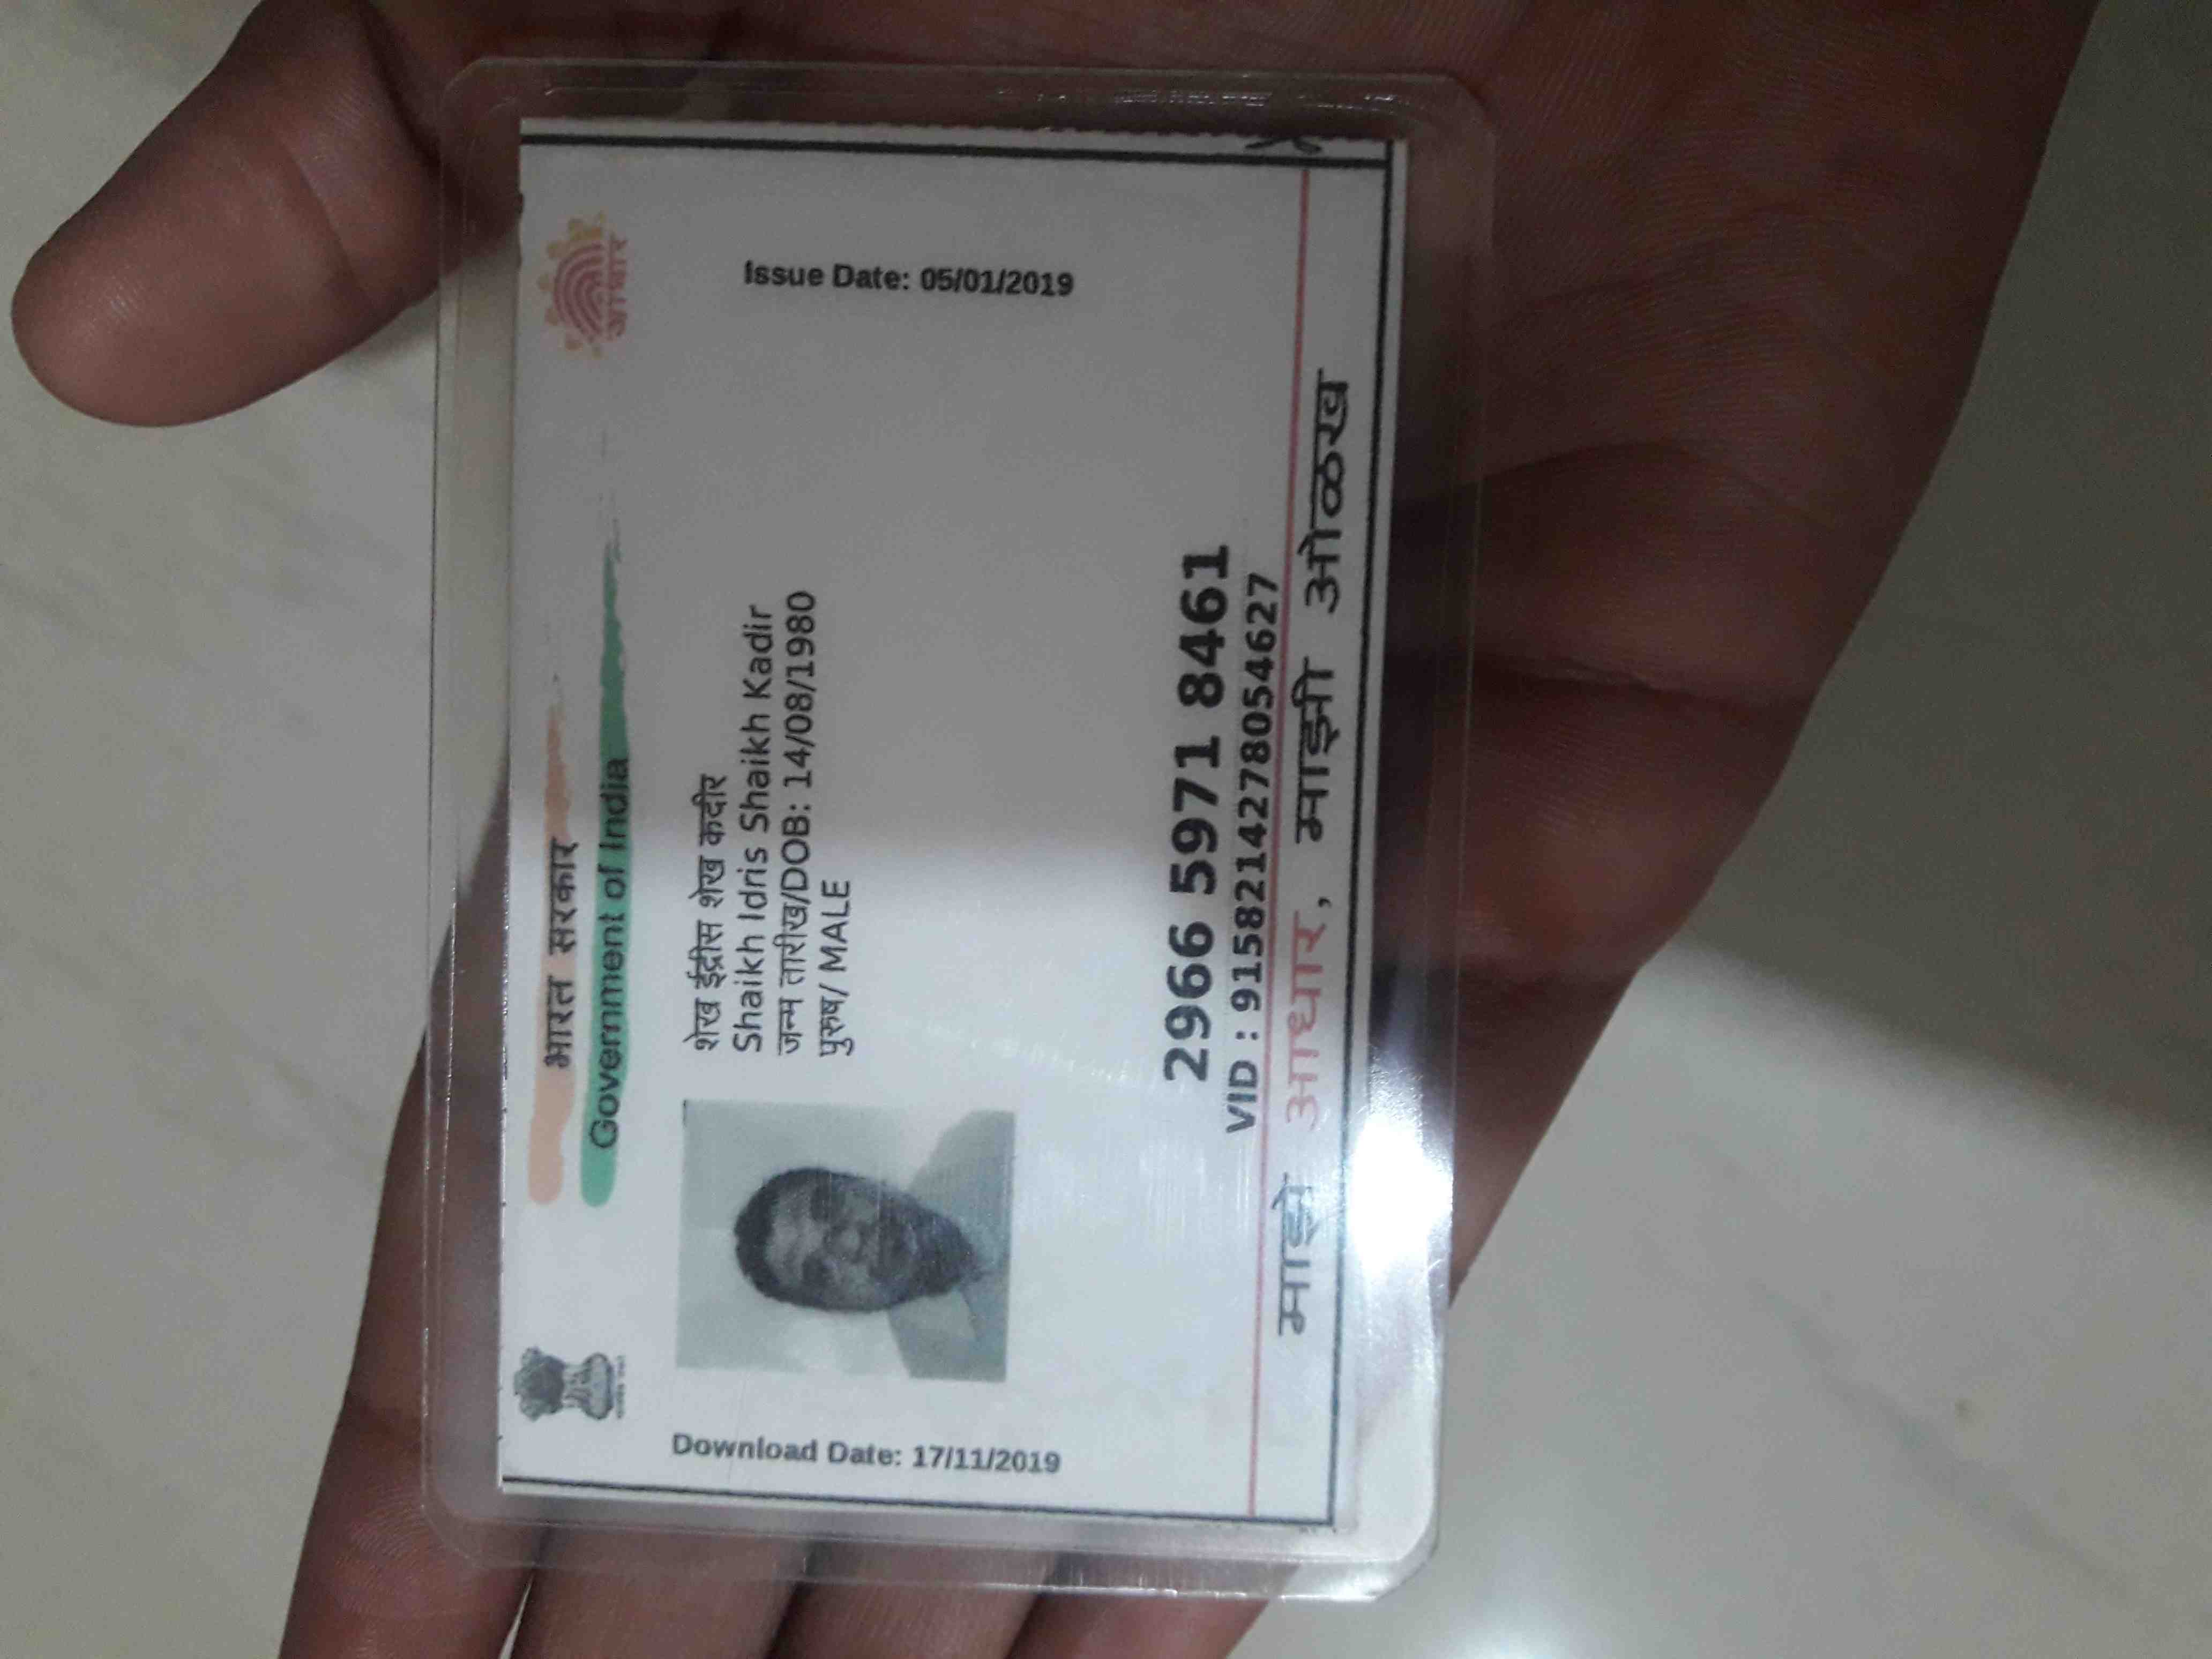 भारत सरकार
Government of India
आधार
Issue Date: 05/01/2019
Download Date: 17/11/2019
शेख ईद्रीस शेख कदीर
Shaikh Idris Shaikh Kadir
जन्म तारीख/DOB: 14/08/1980
पुरुष/ MALE
2966 5971 8461
VID : 9158214278054627
माझे आधार, माझी ओळख